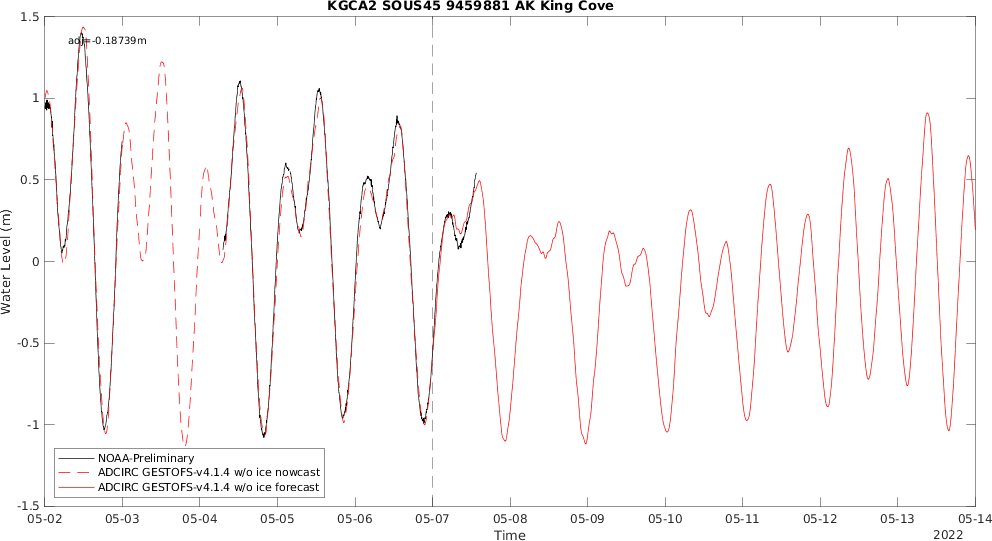 KGCA2 SOUS45 9459881 AK King Cove
adj=-0.18739m
1.5
1
0.5
0
-0.5
-1
-1.5
Water Level (m)
NOAA-Preliminary
ADCIRC GESTOFS-v4.1.4 w/o ice nowcast
ADCIRC GESTOFS-v4.1.4 w/o ice forecast
05-02 05-03 05-04 05-05 05-06 05-07 05-08 05-09 05-10 05-11 05-12 05-13 05-14
Time
2022